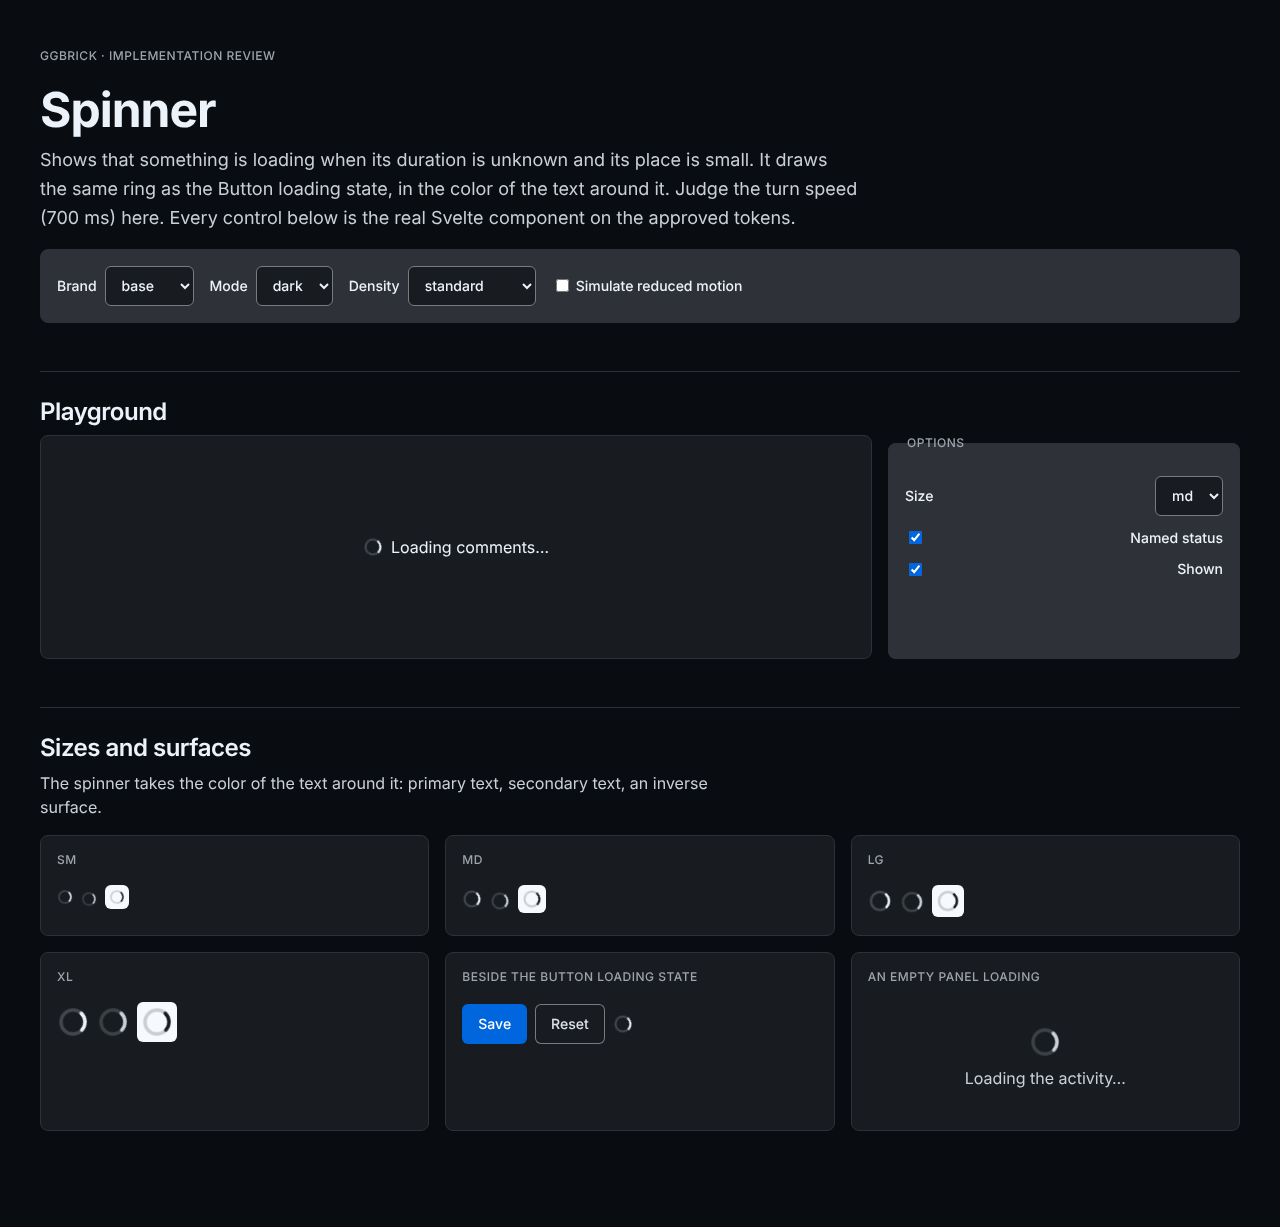 GGBRICK · IMPLEMENTATION REVIEW
Spinner
Shows that something is loading when its duration is unknown and its place is small. It draws
the same ring as the Button loading state, in the color of the text around it. Judge the turn speed
(700 ms) here. Every control below is the real Svelte component on the approved tokens.
Brand base Mode dark Density standard Simulate reduced motion
Playground
Loading comments…
OPTIONS
Size md
Named status
Shown
Sizes and surfaces
The spinner takes the color of the text around it: primary text, secondary text, an inverse
surface.
SM
MD
LG
XL
BESIDE THE BUTTON LOADING STATE
Save Reset
AN EMPTY PANEL LOADING
Loading the activity…